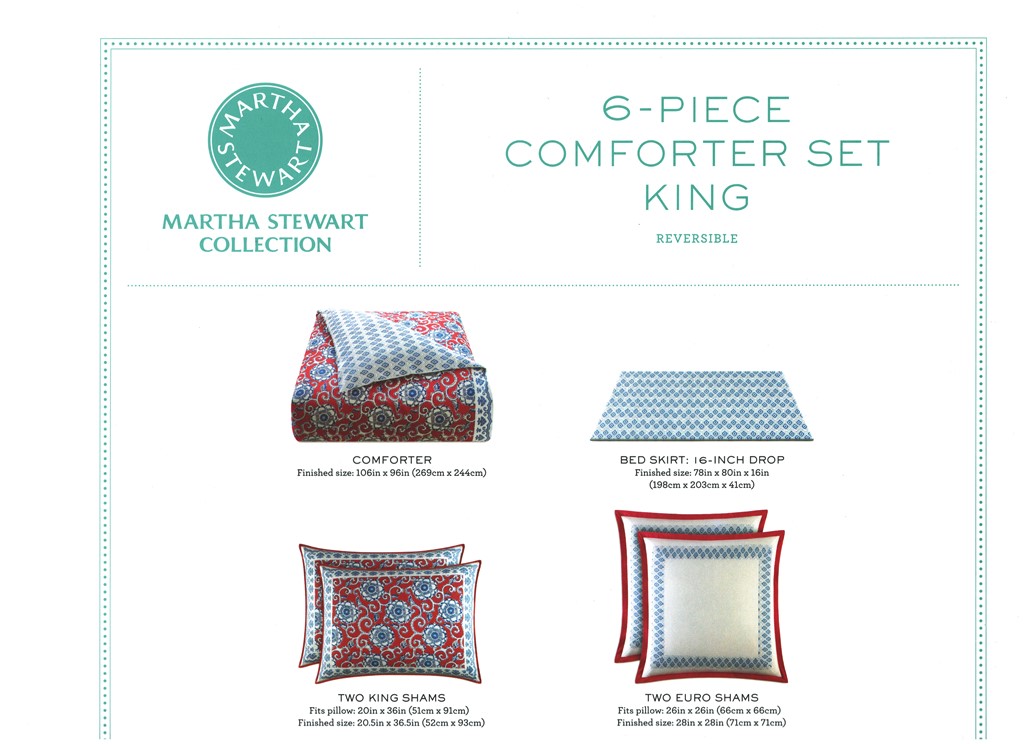 MARTHA
STEWART
MARTHA STEWART
COLLECTION
6-PIECE
COMFORTER SET
KING
REVERSIBLE
COMFORTER
Finished size: 106in x 96in (269cm x 244cm)
BED SKIRT: 16-INCH DROP
Finished size: 78in x 80in x 16in
(198cm x 203cm x 41cm)
TWO KING SHAMS
Fits pillow: 20in x 36in (51cm x 91cm)
Finished size: 20.5in x 36.5in (52cm x 93cm)
TWO EURO SHAMS
Fits pillow: 26in x 26in (66cm x 66cm)
Finished size: 28in x 28in (71cm x 71cm)